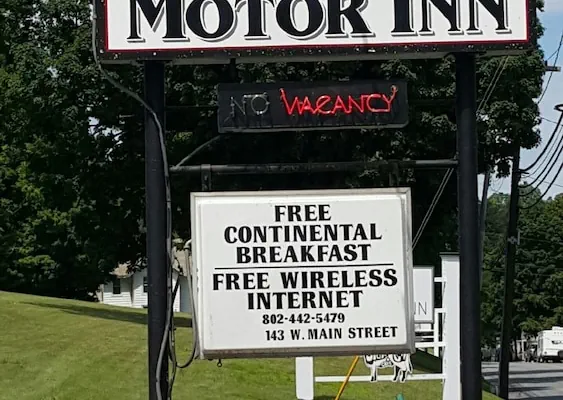 MOTOR INN
NO VACANCY
FREE
CONTINENTAL
BREAKFAST
FREE WIRELESS
INTERNET
802-442-5479
143 W. MAIN STREET